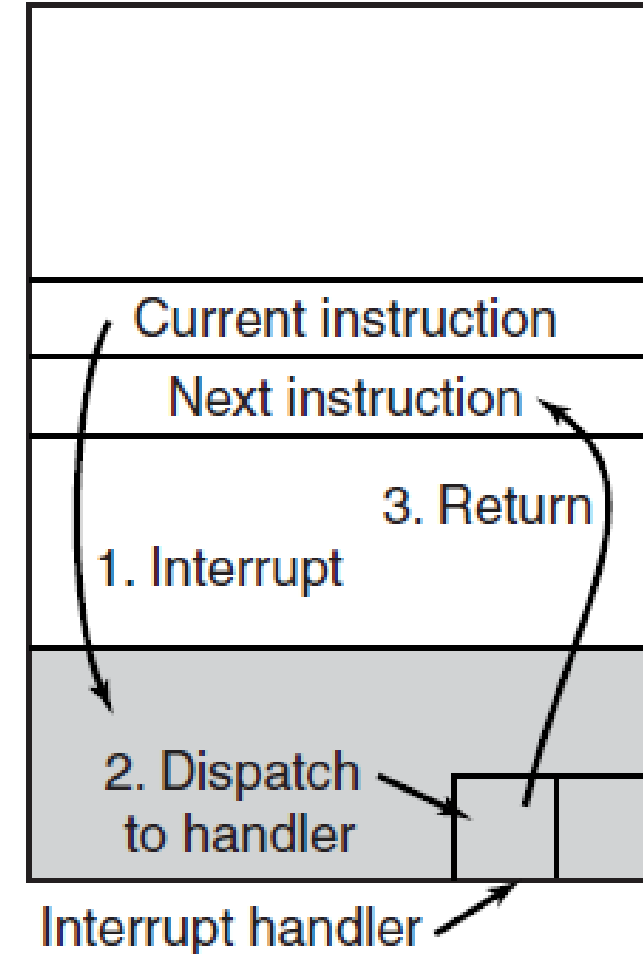 Current instruction
Next instruction
3. Return
1. Interrupt
2. Dispatch
to handler
Interrupt handler